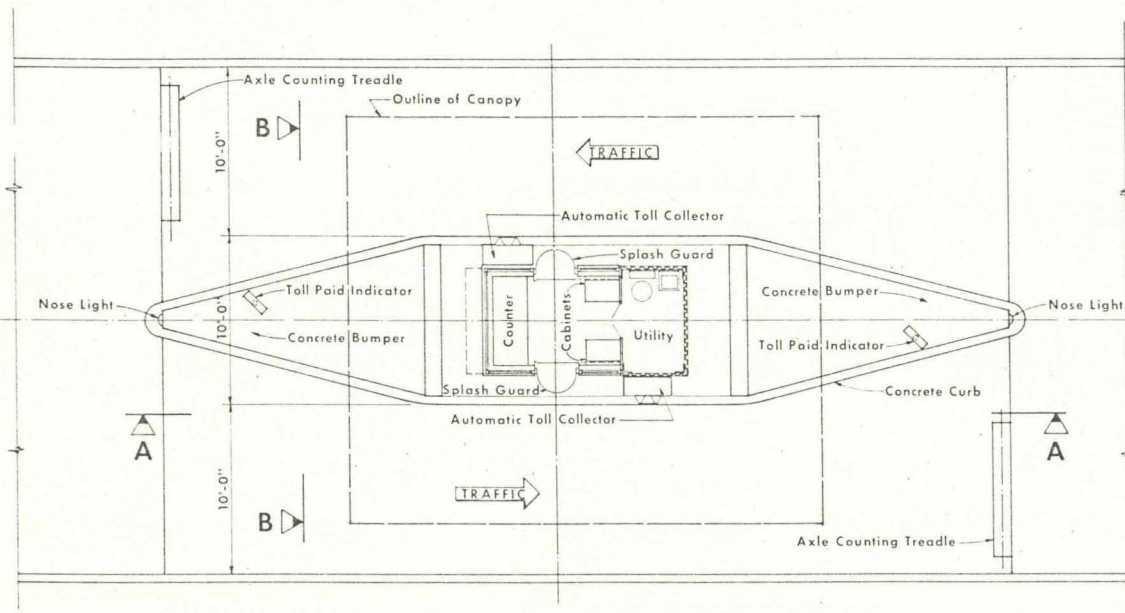 Axle Counting Treadle
Outline of Canopy
B
10'-0"
TRAFFIC
Automatic Toll Collector
Splash Guard
Nose Light
Toll Paid Indicator
10'-0"
Concrete Bumper
Counter
Cabinets
Utility
Concrete Bumper
Nose Light
Toll Paid Indicator
Splash Guard
Concrete Curb
Automatic Toll Collector
A
A
10'-0"
TRAFFIC
B
Axle Counting Treadle